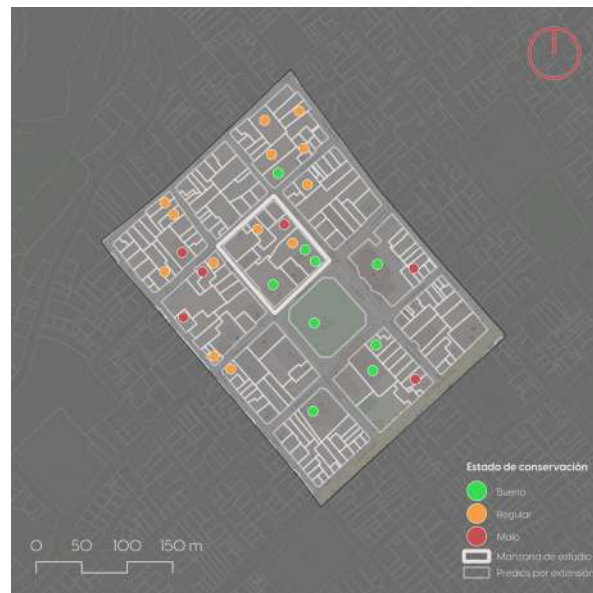 Estado de conservación
Bueno
Regular
Malo
Manzana de estudio
Predios por extensión
0 50 100 150 m